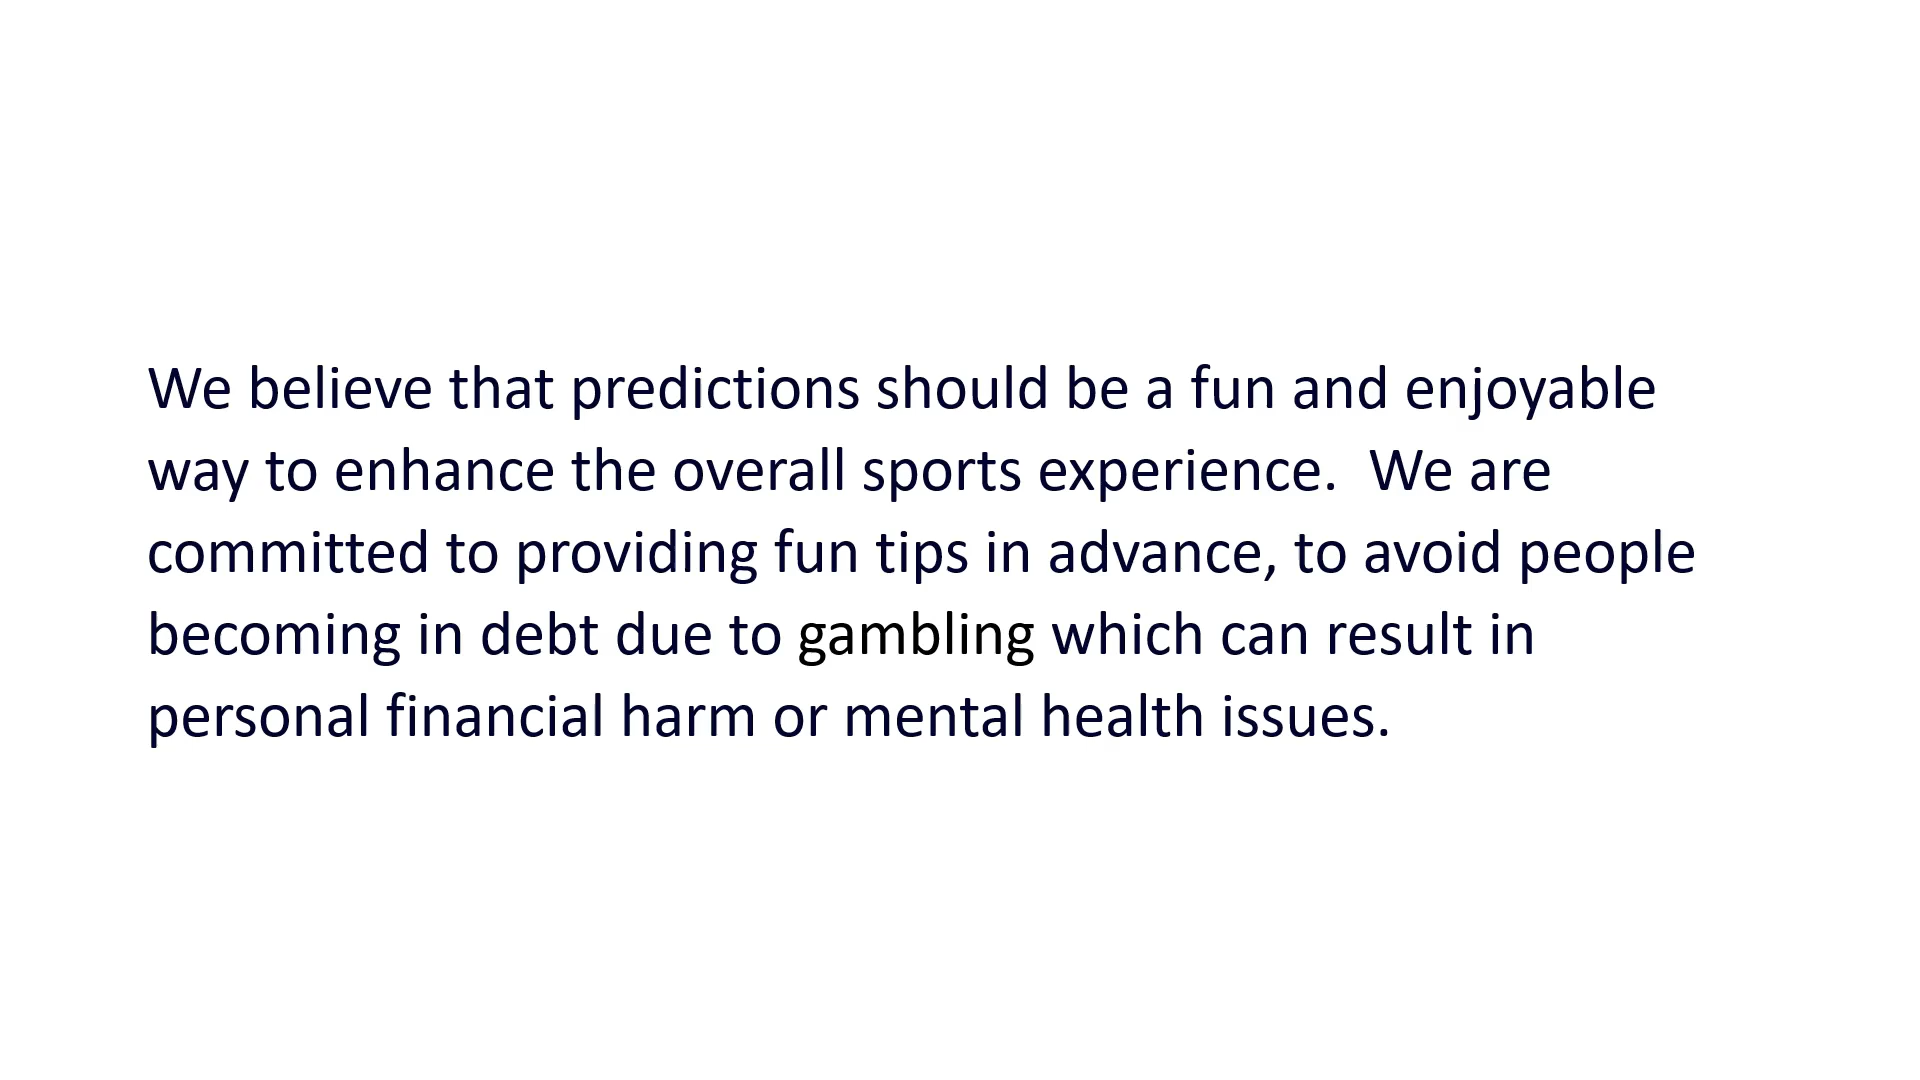 We believe that predictions should be a fun and enjoyable
way to enhance the overall sports experience.  We are
committed to providing fun tips in advance, to avoid people
becoming in debt due to gambling which can result in
personal financial harm or mental health issues.